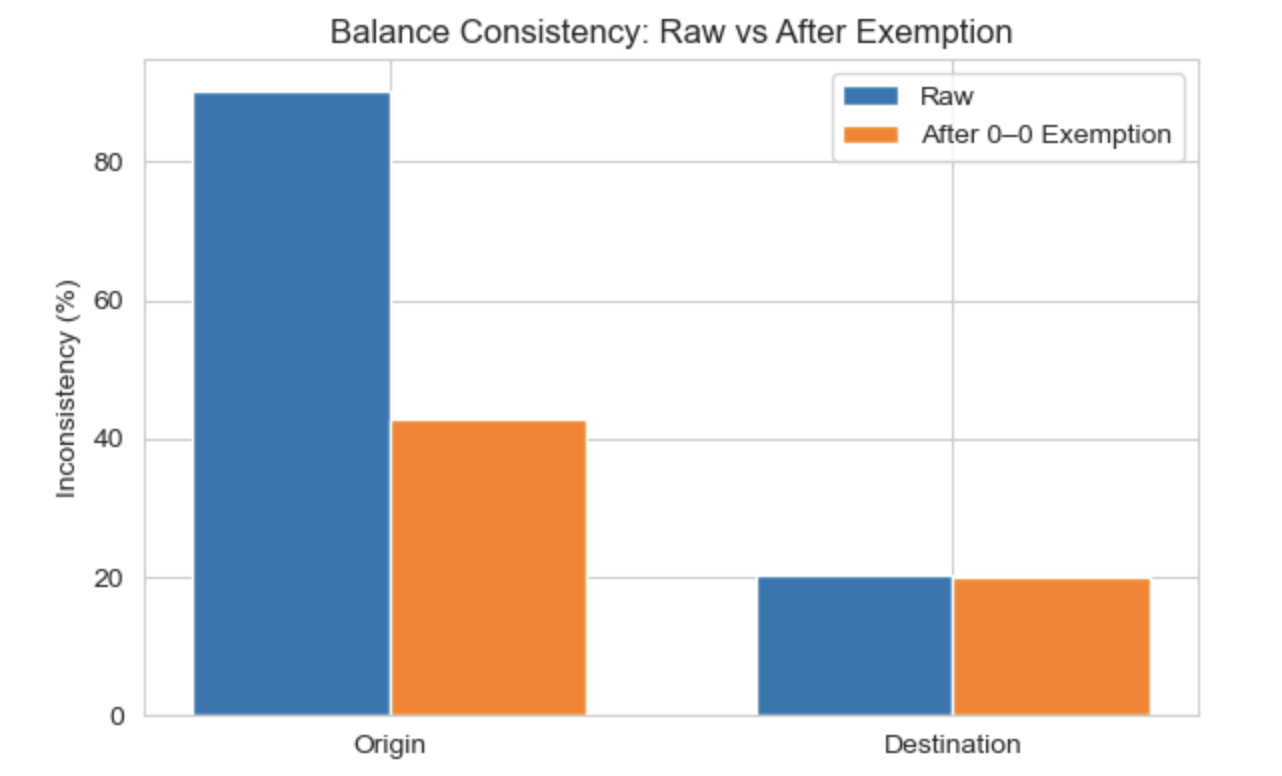 Balance Consistency: Raw vs After Exemption
Raw
After 0–0 Exemption
Inconsistency (%)
80
60
40
20
0
Origin
Destination